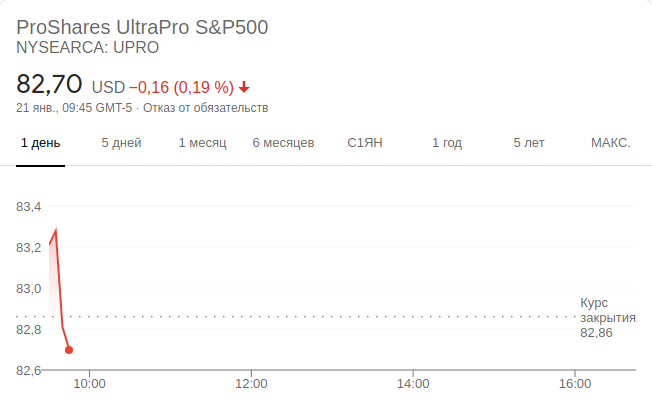 ProShares UltraPro S&P500
NYSEARCA: UPRO
82,70 USD −0,16 (0,19 %)
21 янв., 09:45 GMT-5 · Отказ от обязательств
1 день 5 дней 1 месяц 6 месяцев С1ЯН 1 год 5 лет МАКС.
83,4
83,2
83,0
Курс
закрытия
82,86
82,8
82,6
10:00 12:00 14:00 16:00